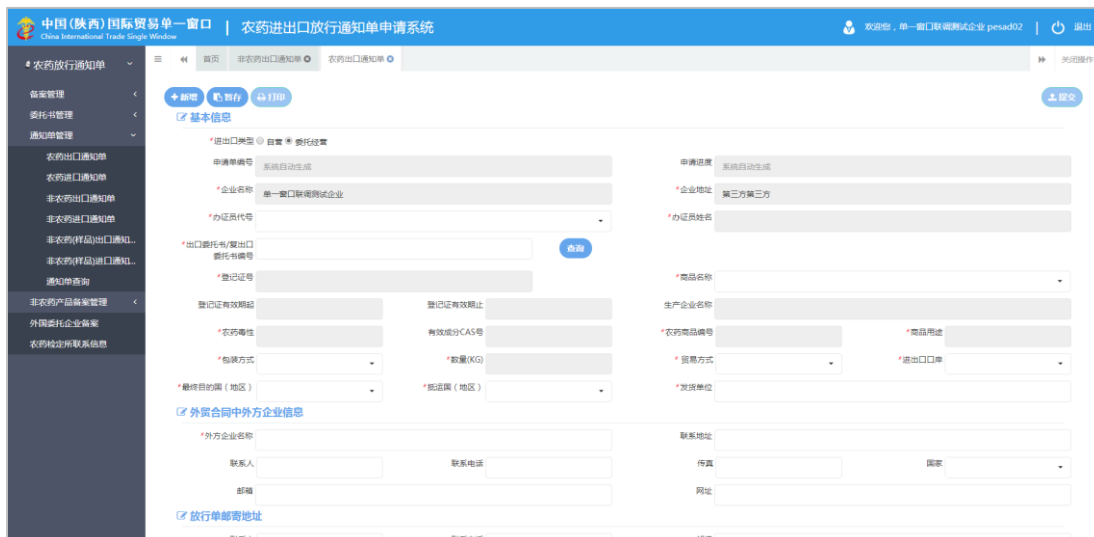 中国(陕西)国际贸易单一窗口 | 农药进出口放行通知单申请系统
China International Trade Single Window
欢迎您，单一窗口联调测试企业 pesad02 | 退出
农药放行通知单
首页 非农药出口通知单 农药出口通知单
关闭操作
备案管理
委托书管理
通知单管理
农药出口通知单
农药进口通知单
非农药出口通知单
非农药进口通知单
非农药(样品)出口通知...
非农药(样品)进口通知...
通知单查询
非农药产品备案管理
外国委托企业备案
农药检定所联系信息
+新增 暂存 打印 提交
基本信息
*进出口类型 自营 委托经营
申请单编号 系统自动生成 申请进度 系统自动生成
*企业名称 单一窗口联调测试企业 *企业地址 第三方第三方
*办证员代号 *办证员姓名
*出口委托书/复出口
委托书编号 查询
*登记证号 *商品名称
登记证有效期起 登记证有效期止 生产企业名称
*农药毒性 有效成分CAS号 *农药商品编号 *商品用途
*包装方式 *数量(KG) *贸易方式 *进出口口岸
*最终目的国（地区） *抵运国（地区） *发货单位
外贸合同中外方企业信息
*外方企业名称 联系地址
联系人 联系电话 传真 国家
邮箱 网址
放行单邮寄地址